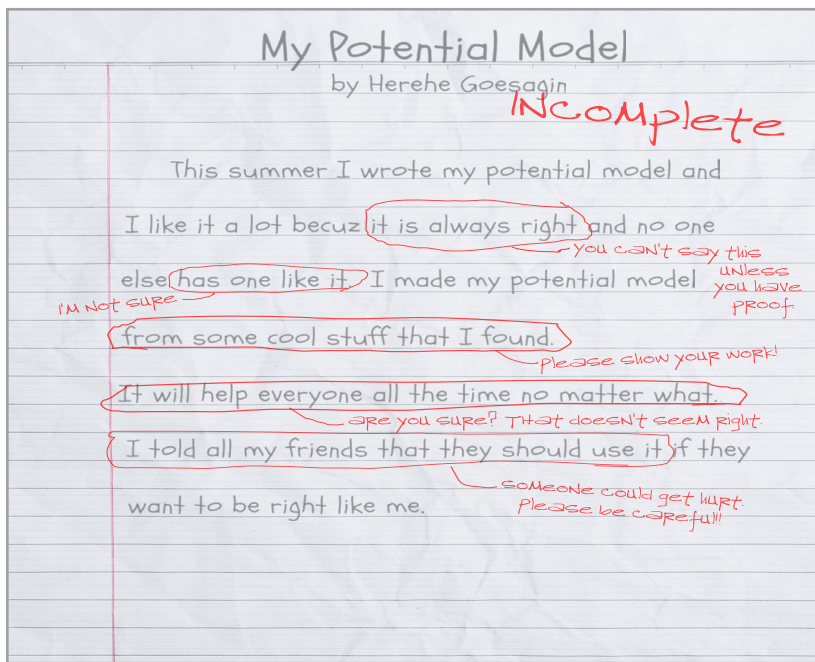 My Potential Model
by Herehe Goesagin
INCOMPLETE
This summer I wrote my potential model and
I like it a lot becuz it is always right and no one
YOU CAN'T SAY THIS
UNLESS
YOU HAVE
PROOF
else has one like it. I made my potential model
I'M NOT SURE
from some cool stuff that I found.
PLEASE SHOW YOUR WORK!
It will help everyone all the time no matter what.
ARE YOU SURE? THAT DOESN'T SEEM RIGHT.
I told all my friends that they should use it if they
SOMEONE COULD GET HURT.
PLEASE BE CAREFUL!!!
want to be right like me.